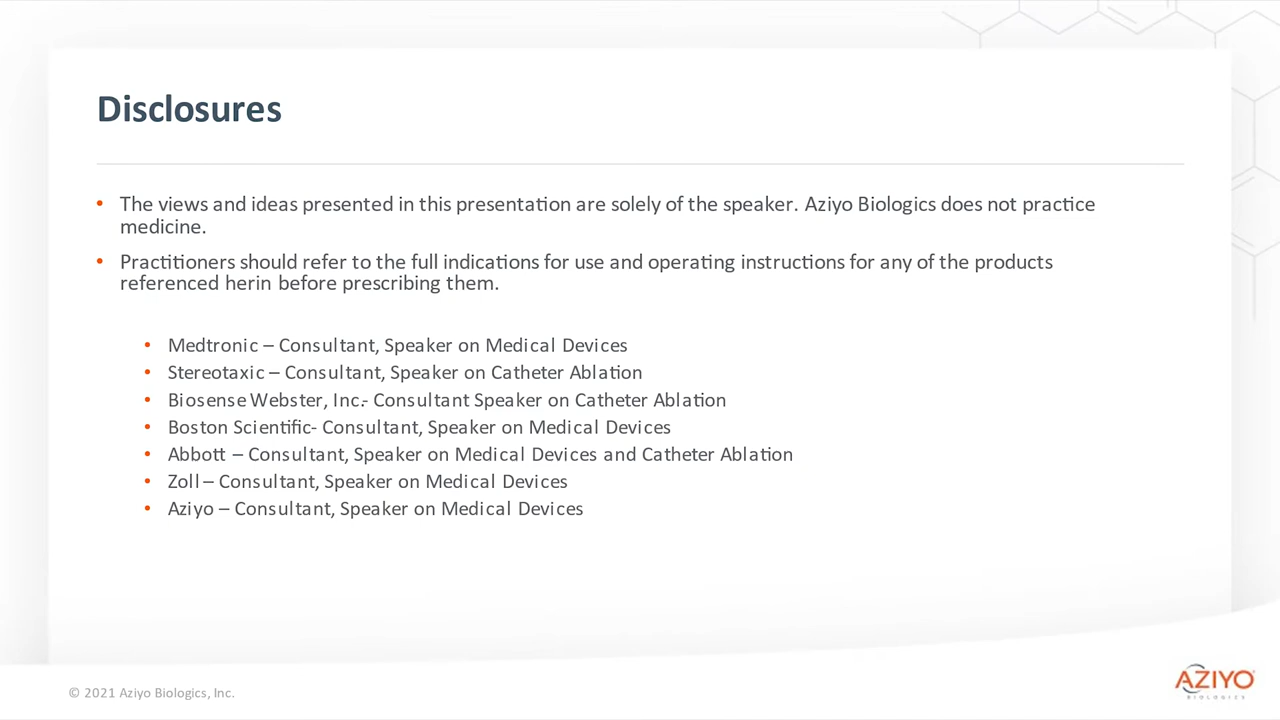 Disclosures
• The views and ideas presented in this presentation are solely of the speaker. Aziyo Biologics does not practice
medicine.
• Practitioners should refer to the full indications for use and operating instructions for any of the products
referenced herin before prescribing them.
• Medtronic – Consultant, Speaker on Medical Devices
• Stereotaxic – Consultant, Speaker on Catheter Ablation
• Biosense Webster, Inc.- Consultant Speaker on Catheter Ablation
• Boston Scientific- Consultant, Speaker on Medical Devices
• Abbott – Consultant, Speaker on Medical Devices and Catheter Ablation
• Zoll – Consultant, Speaker on Medical Devices
• Aziyo – Consultant, Speaker on Medical Devices
© 2021 Aziyo Biologics, Inc.
AZIYO
BIOLOGICS